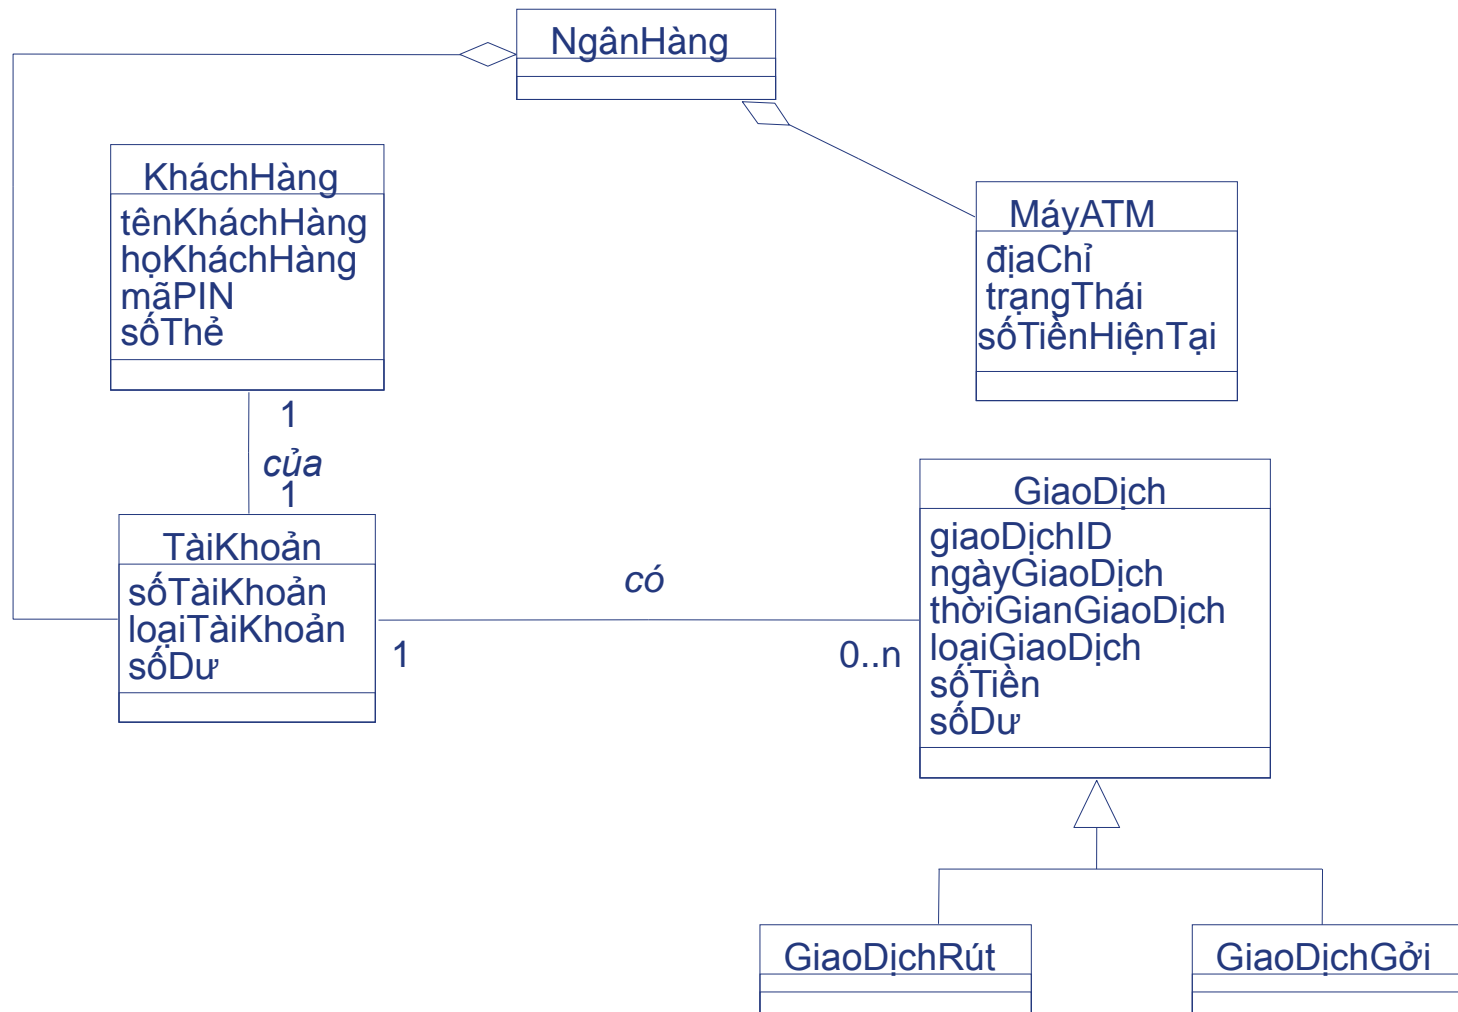 NgânHàng
KháchHàng
tênKháchHàng
họKháchHàng
mãPIN
sốThẻ
MáyATM
địaChỉ
trạngThái
sốTiềnHiệnTại
1
của
1
TàiKhoản
sốTàiKhoản
loạiTàiKhoản
sốDư
có
1
0..n
GiaoDịch
giaoDịchID
ngàyGiaoDịch
thờiGianGiaoDịch
loạiGiaoDịch
sốTiền
sốDư
GiaoDịchRút
GiaoDịchGởi